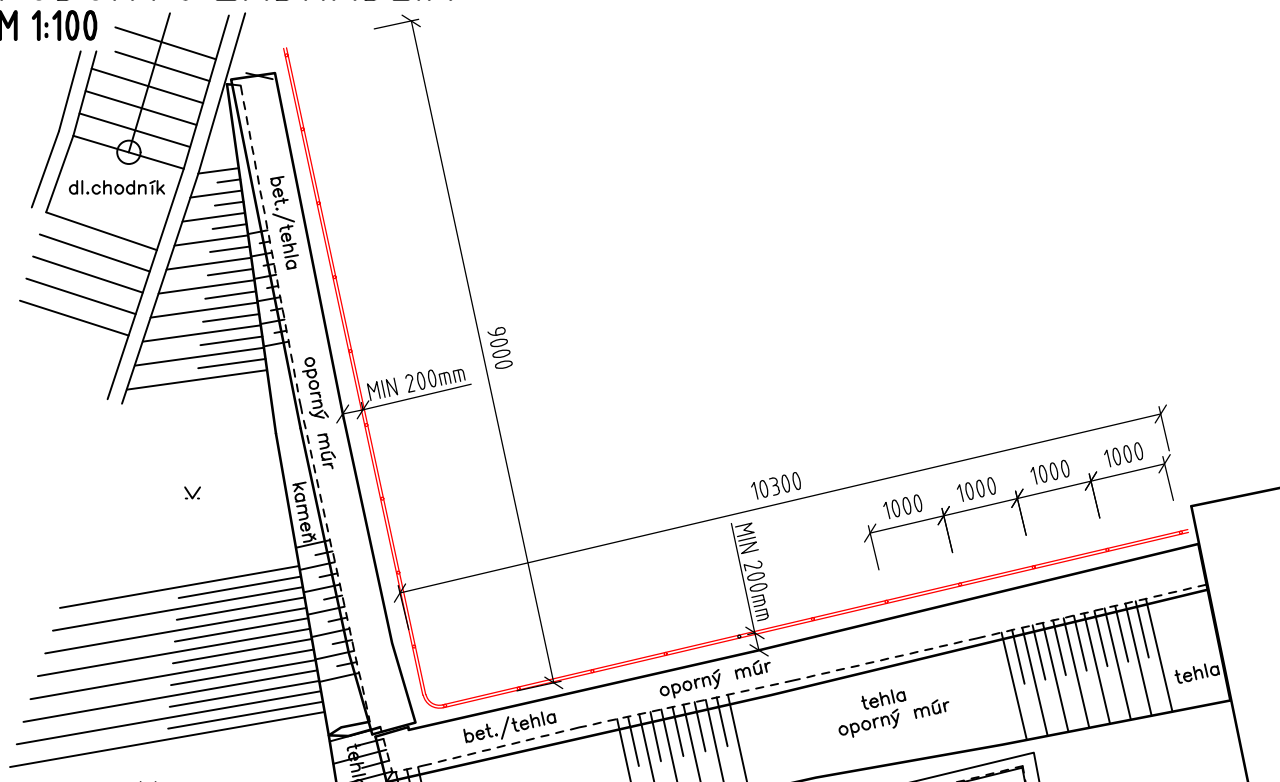 M 1:100
dl.chodník
bet./tehla
oporný múr
kameň
MIN 200mm
9000
10300
1000
1000
1000
1000
MIN 200mm
oporný múr
bet./tehla
tehla
oporný múr
tehla
tehla